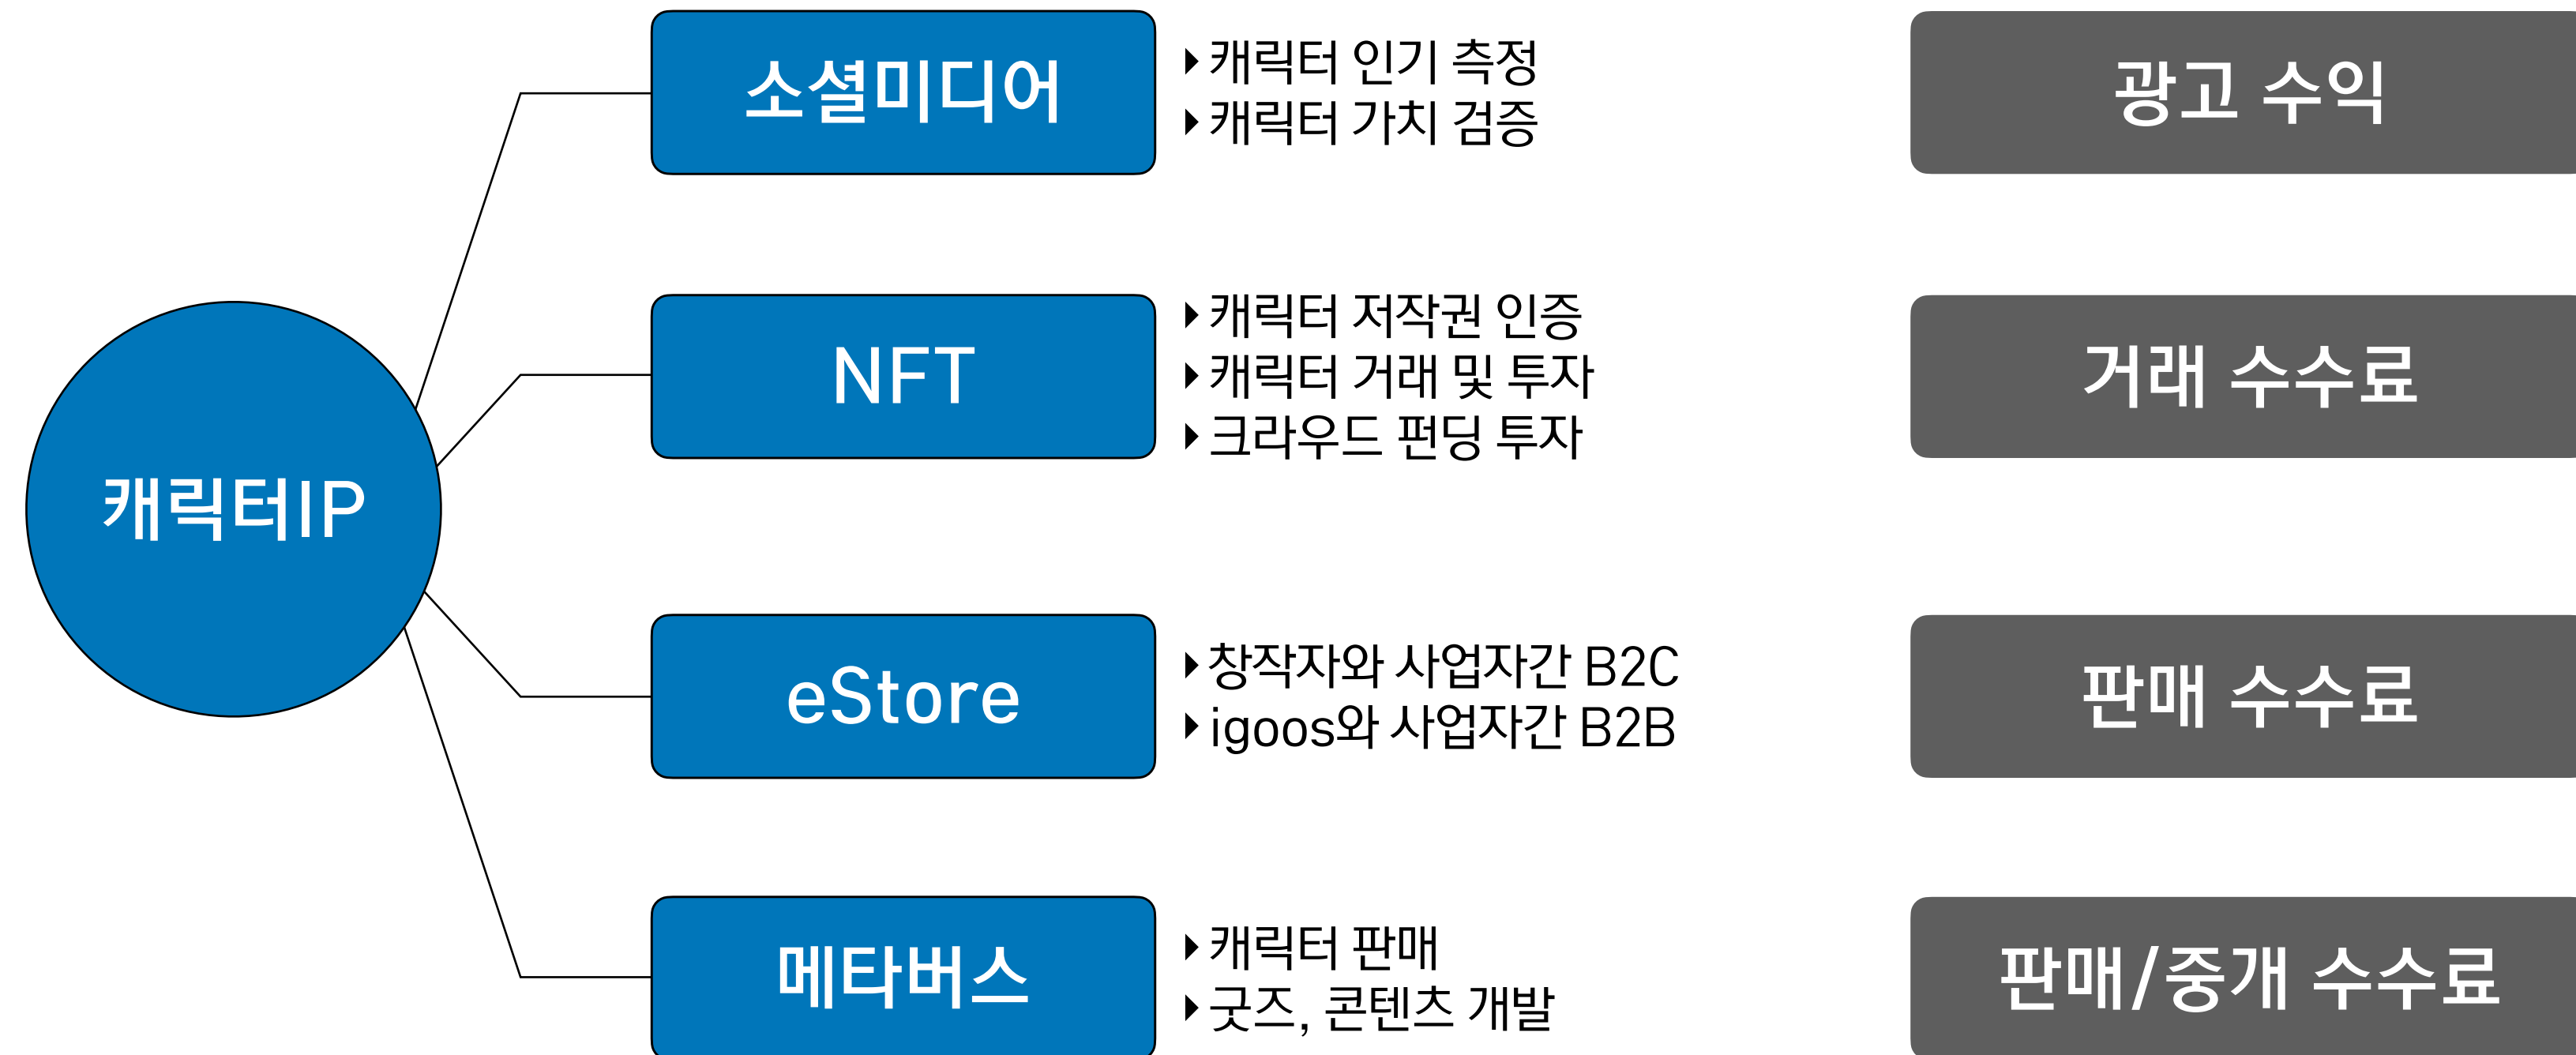 소셜미디어
캐릭터 인기 측정
캐릭터 가치 검증
광고 수익
NFT
캐릭터 저작권 인증
캐릭터 거래 및 투자
크라우드 펀딩 투자
거래 수수료
캐릭터IP
eStore
창작자와 사업자간 B2C
igoos와 사업자간 B2B
판매 수수료
메타버스
캐릭터 판매
굿즈, 콘텐츠 개발
판매/중개 수수료